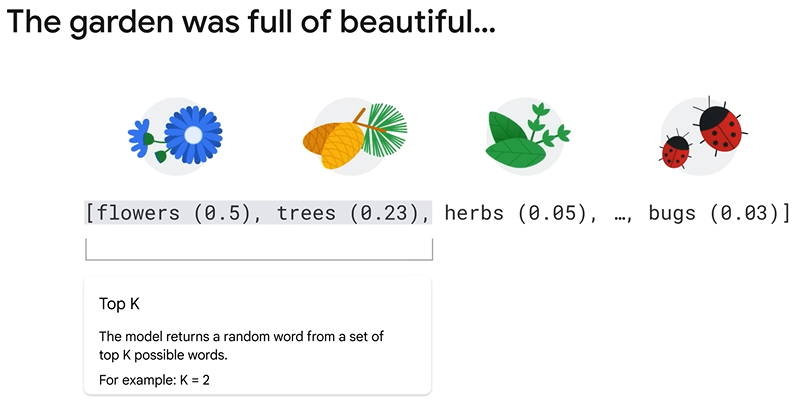 The garden was full of beautiful...
[flowers (0.5), trees (0.23), herbs (0.05), …, bugs (0.03)]
Top K
The model returns a random word from a set of
top K possible words.
For example: K = 2